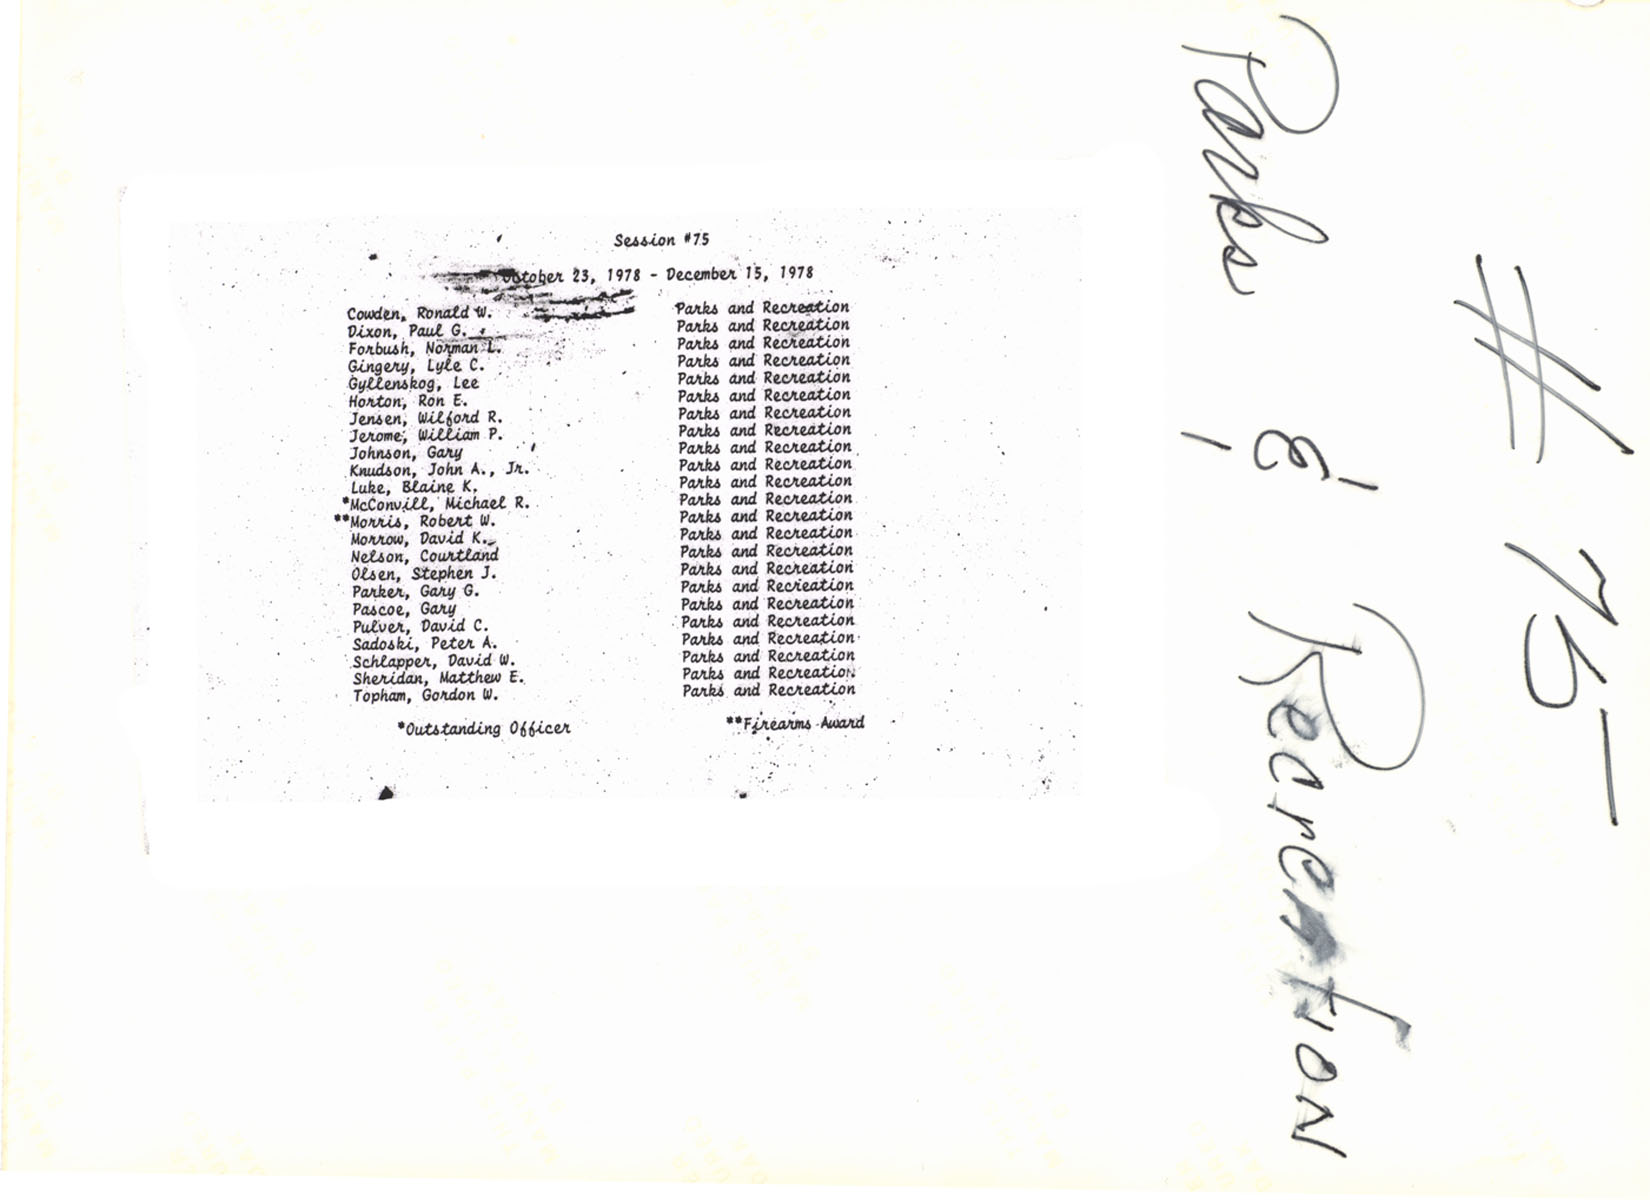 Session #75
October 23, 1978 - December 15, 1978
Cowden, Ronald W. Parks and Recreation
Dixon, Paul G. Parks and Recreation
Forbush, Norman L. Parks and Recreation
Gingery, Lyle C. Parks and Recreation
Gyllenskog, Lee Parks and Recreation
Horton, Ron E. Parks and Recreation
Jensen, Wilford R. Parks and Recreation
Jerome, William P. Parks and Recreation
Johnson, Gary Parks and Recreation
Knudson, John A., Jr. Parks and Recreation
Luke, Blaine K. Parks and Recreation
*McConvill, Michael R. Parks and Recreation
**Morris, Robert W. Parks and Recreation
Morrow, David K. Parks and Recreation
Nelson, Courtland Parks and Recreation
Olsen, Stephen J. Parks and Recreation
Parker, Gary G. Parks and Recreation
Pascoe, Gary Parks and Recreation
Pulver, David C. Parks and Recreation
Sadoski, Peter A. Parks and Recreation
Schlapper, David W. Parks and Recreation
Sheridan, Matthew E. Parks and Recreation
Topham, Gordon W. Parks and Recreation
*Outstanding Officer **Firearms Award
# 75
Parks & Recreation